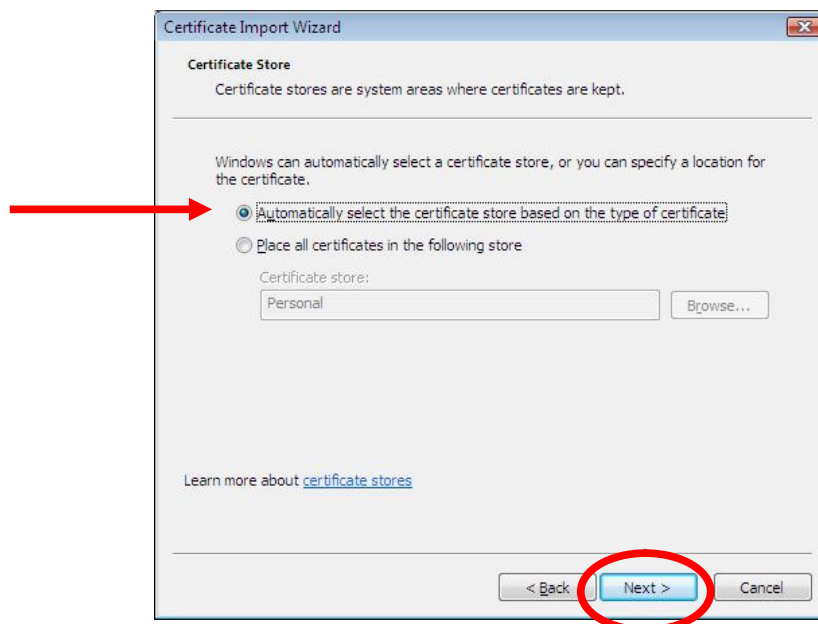 Certificate Import Wizard
Certificate Store
Certificate stores are system areas where certificates are kept.
Windows can automatically select a certificate store, or you can specify a location for
the certificate.
Automatically select the certificate store based on the type of certificate
Place all certificates in the following store
Certificate store:
Personal
Browse...
Learn more about certificate stores
< Back
Next >
Cancel